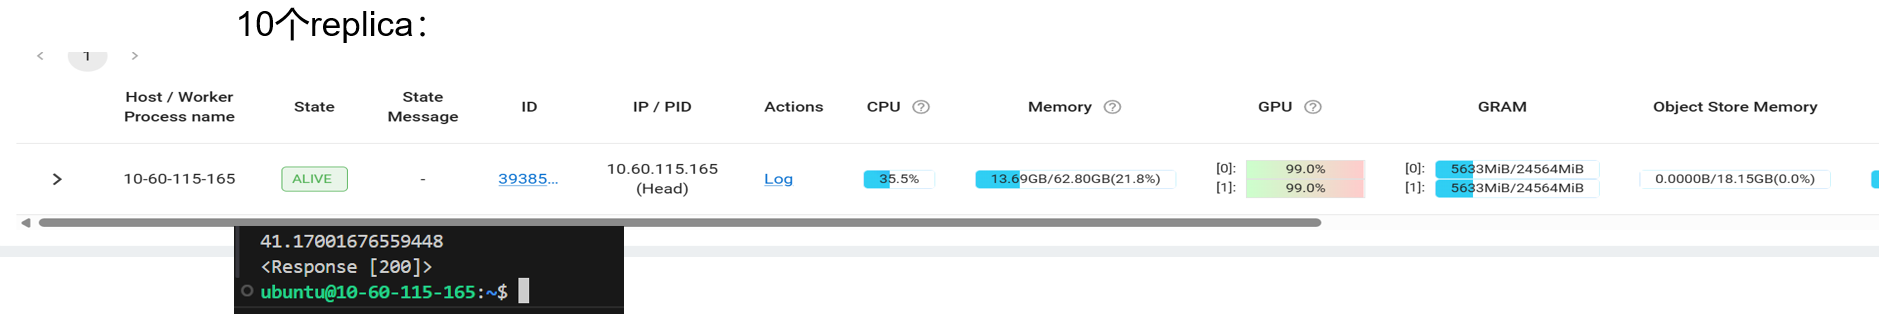 10个replica：
< 1 >
Host / Worker Process name State State Message ID IP / PID Actions CPU ? Memory ? GPU ? GRAM Object Store Memory
10-60-115-165 ALIVE - 39385... 10.60.115.165 (Head) Log 35.5% 13.69GB/62.80GB(21.8%) [0]: 99.0% [0]: 5633MiB/24564MiB 0.0000B/18.15GB(0.0%)
[1]: 99.0% [1]: 5633MiB/24564MiB
41.17001676559448
<Response [200]>
ubuntu@10-60-115-165:~$